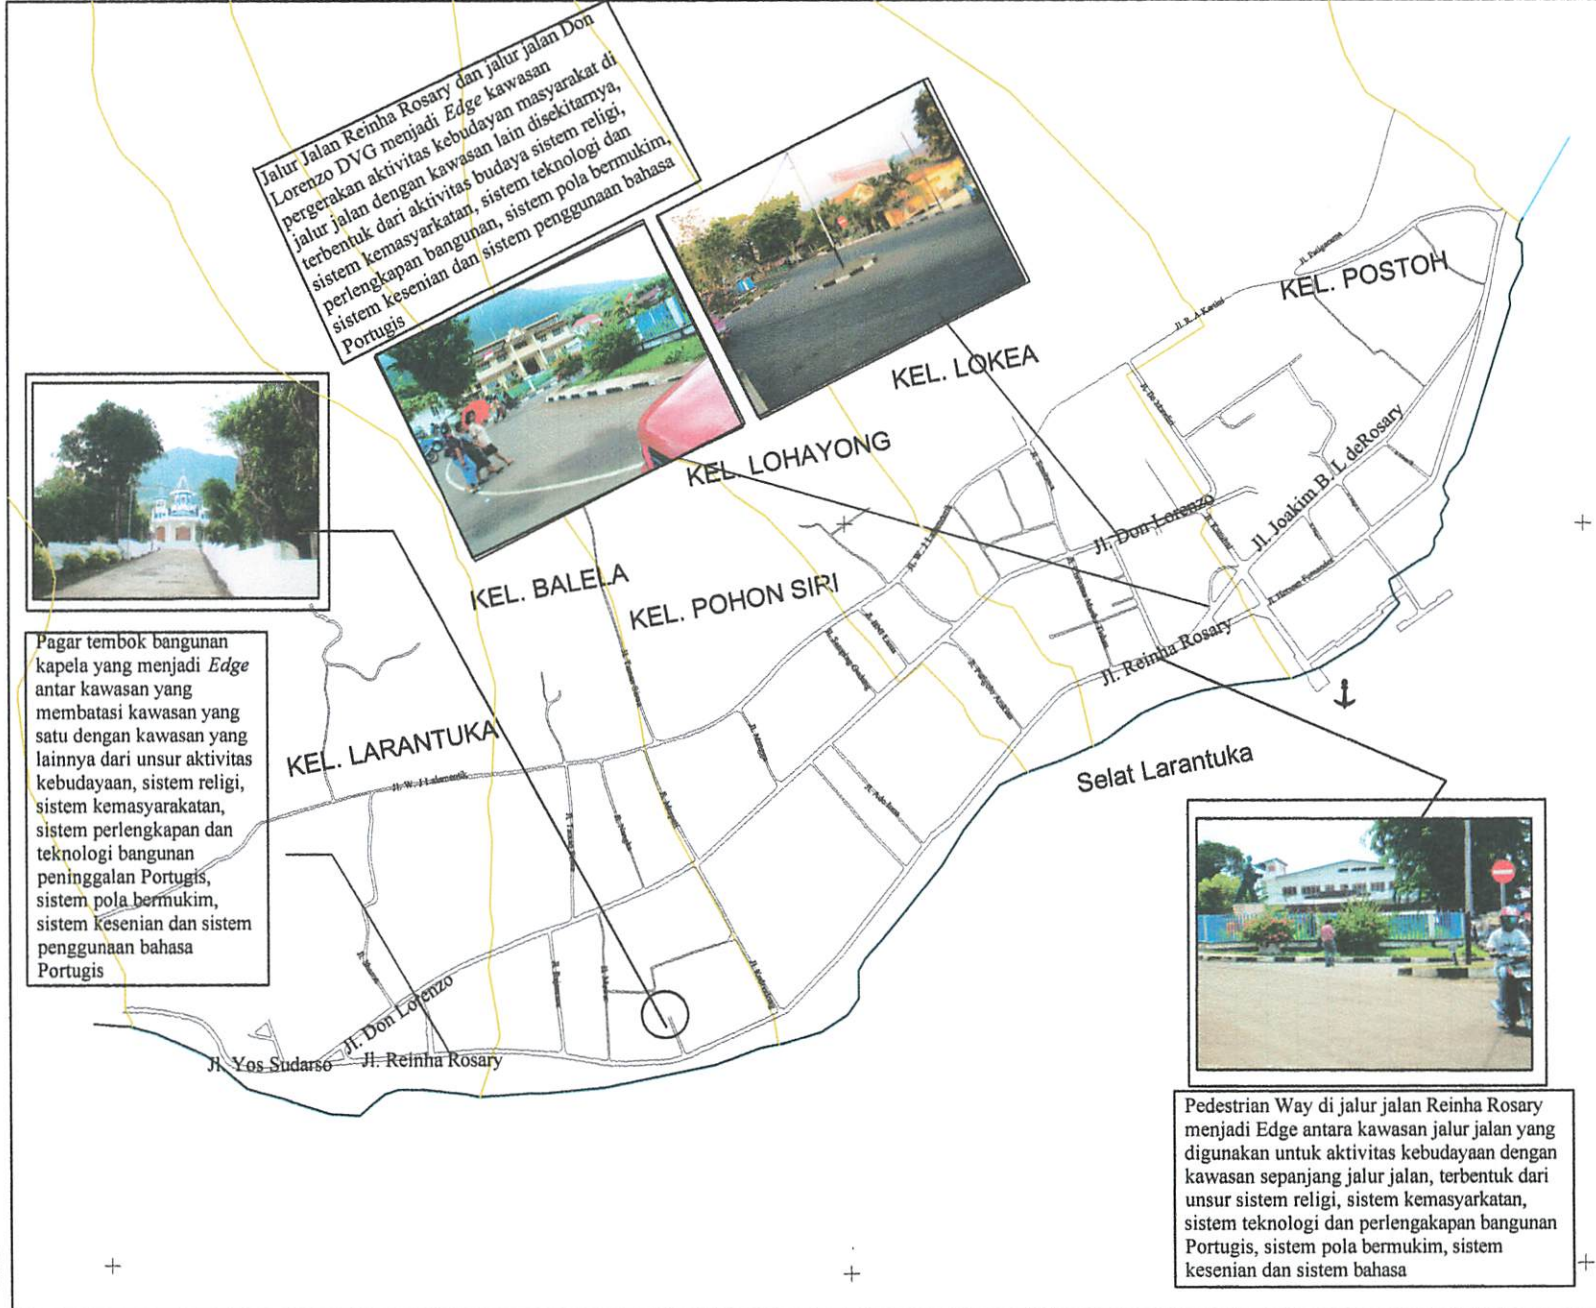 Jalur Jalan Reinha Rosary dan jalur jalan Don
Lorenzo DVG menjadi Edge kawasan
pergerakan aktivitas kebudayan masyarakat di
jalur jalan dengan kawasan lain disekitarnya,
terbentuk dari aktivitas budaya sistem religi,
sistem kemasyarkatan, sistem teknologi dan
perlengkapan bangunan, sistem pola bermukim,
sistem kesenian dan sistem penggunaan bahasa
Portugis
KEL. POSTOH
KEL. LOKEA
KEL. LOHAYONG
KEL. BALELA
KEL. POHON SIRI
KEL. LARANTUKA
Jl. R. A Kartini
Jl. Joakim B. L deRosary
Jl. Don Lorenzo
Jl. Reinha Rosary
Selat Larantuka
Pagar tembok bangunan
kapela yang menjadi Edge
antar kawasan yang
membatasi kawasan yang
satu dengan kawasan yang
lainnya dari unsur aktivitas
kebudayaan, sistem religi,
sistem kemasyarakatan,
sistem perlengkapan dan
teknologi bangunan
peninggalan Portugis,
sistem pola bermukim,
sistem kesenian dan sistem
penggunaan bahasa
Portugis
Jl. Don Lorenzo
Jl. Yos Sudarso
Jl. Reinha Rosary
Pedestrian Way di jalur jalan Reinha Rosary
menjadi Edge antara kawasan jalur jalan yang
digunakan untuk aktivitas kebudayaan dengan
kawasan sepanjang jalur jalan, terbentuk dari
unsur sistem religi, sistem kemasyarkatan,
sistem teknologi dan perlengakapan bangunan
Portugis, sistem pola bermukim, sistem
kesenian dan sistem bahasa